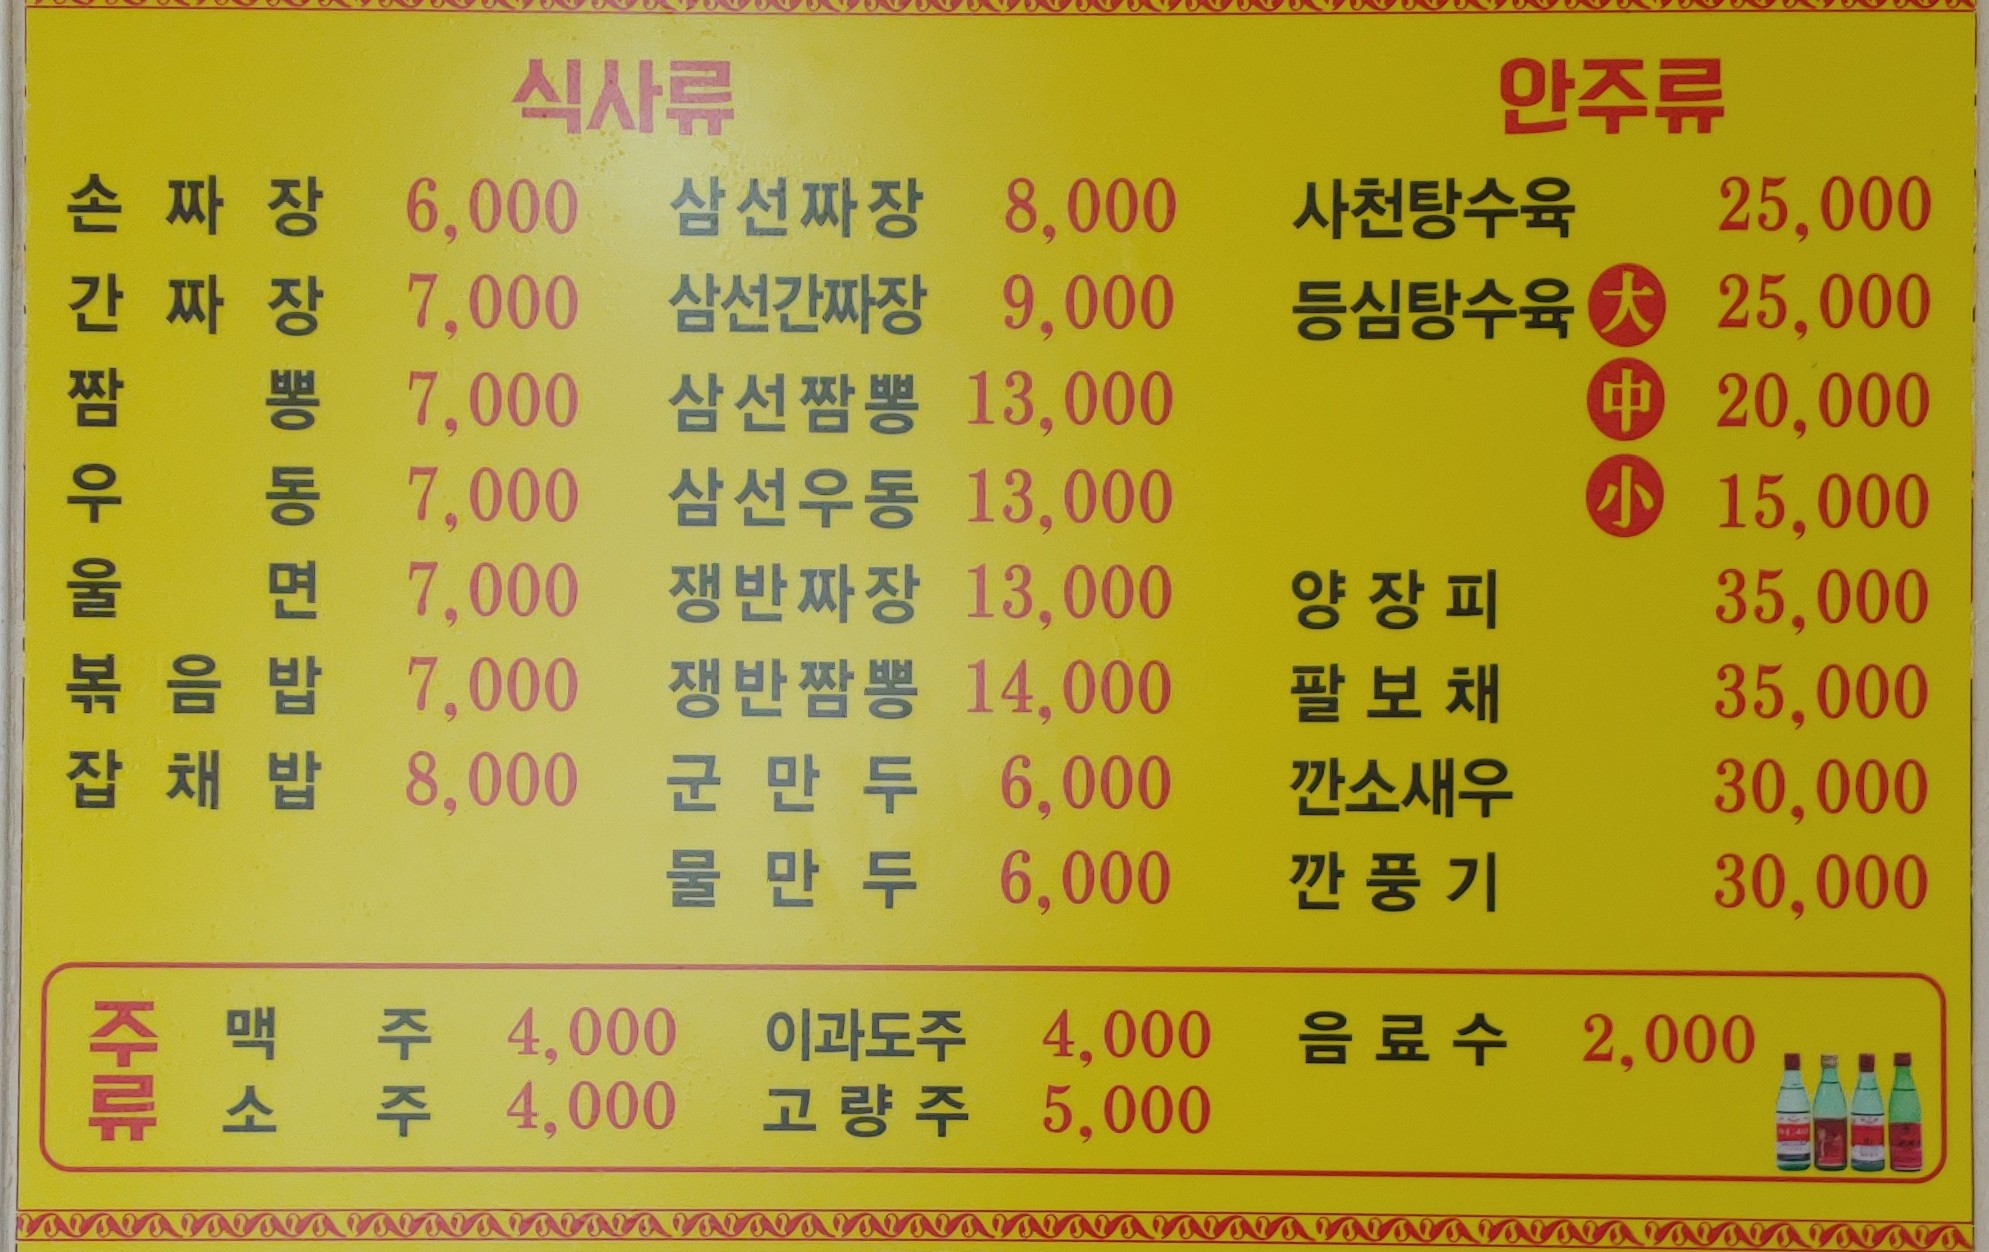 식사류
손짜장 6,000
간짜장 7,000
짬뽕 7,000
우동 7,000
울면 7,000
볶음밥 7,000
잡채밥 8,000
삼선짜장 8,000
삼선간짜장 9,000
삼선짬뽕 13,000
삼선우동 13,000
쟁반짜장 13,000
쟁반짬뽕 14,000
군만두 6,000
물만두 6,000
안주류
사천탕수육 25,000
등심탕수육 大 25,000
中 20,000
小 15,000
양장피 35,000
팔보채 35,000
깐소새우 30,000
깐풍기 30,000
주류
맥주 4,000
소주 4,000
이과도주 4,000
고량주 5,000
음료수 2,000